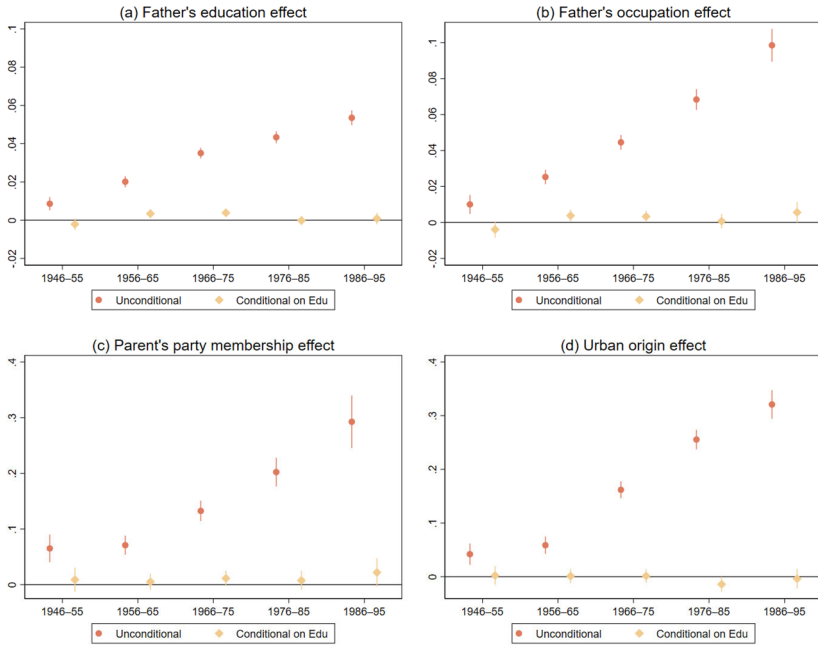 (a) Father's education effect
.1
.08
.06
.04
.02
0
-.02
1946–55 1956–65 1966–75 1976–85 1986–95
Unconditional Conditional on Edu
(b) Father's occupation effect
.1
.08
.06
.04
.02
0
-.02
1946–55 1956–65 1966–75 1976–85 1986–95
Unconditional Conditional on Edu
(c) Parent's party membership effect
.4
.3
.2
.1
0
1946–55 1956–65 1966–75 1976–85 1986–95
Unconditional Conditional on Edu
(d) Urban origin effect
.4
.3
.2
.1
0
1946–55 1956–65 1966–75 1976–85 1986–95
Unconditional Conditional on Edu